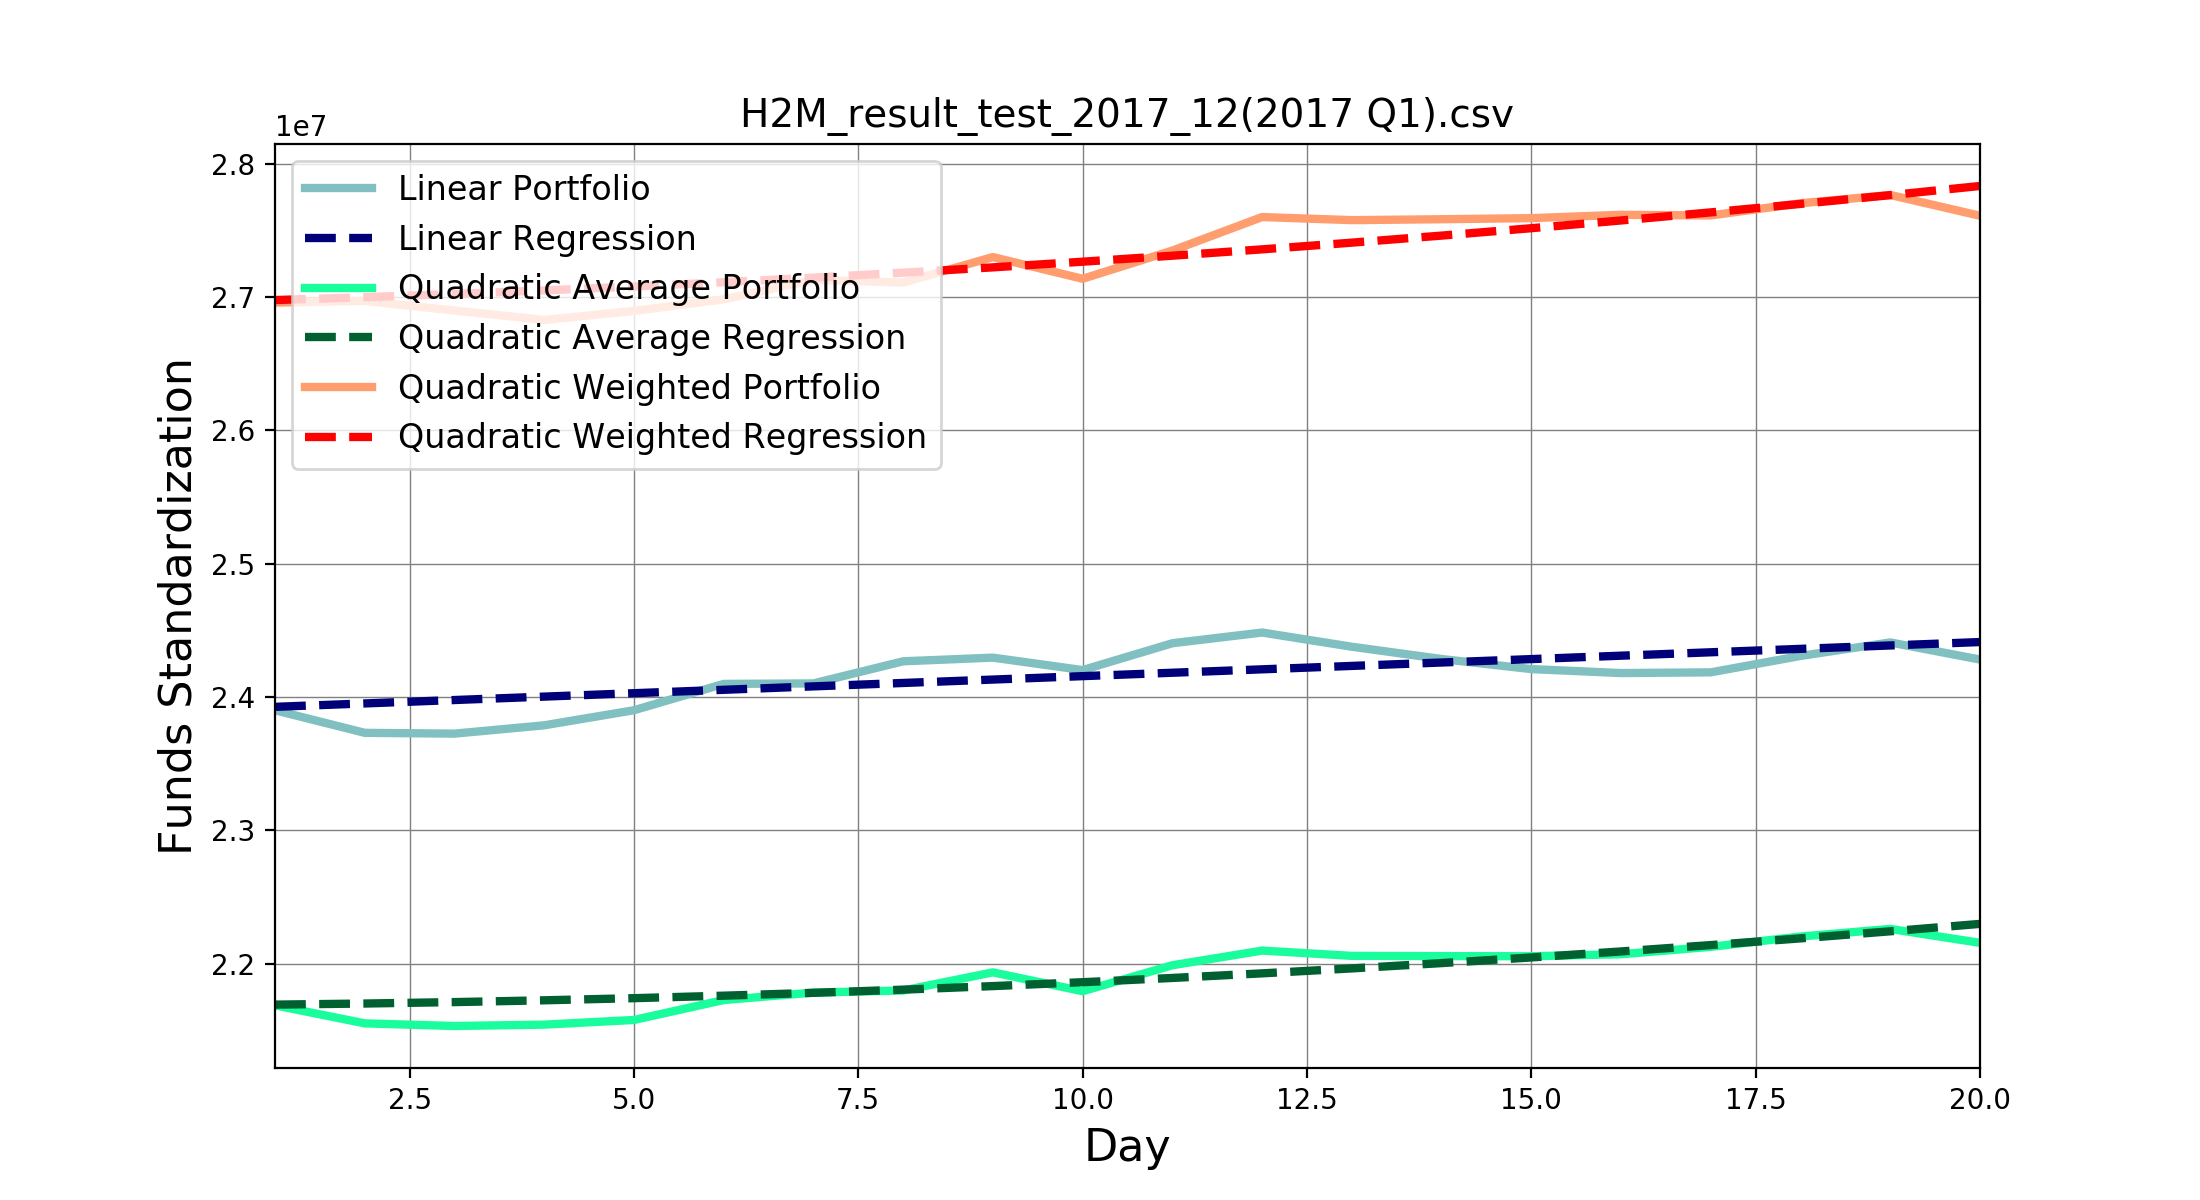 H2M_result_test_2017_12(2017 Q1).csv
1e7
2.8
2.7
2.6
2.5
2.4
2.3
2.2
Funds Standardization
Linear Portfolio
Linear Regression
Quadratic Average Portfolio
Quadratic Average Regression
Quadratic Weighted Portfolio
Quadratic Weighted Regression
2.5 5.0 7.5 10.0 12.5 15.0 17.5 20.0
Day